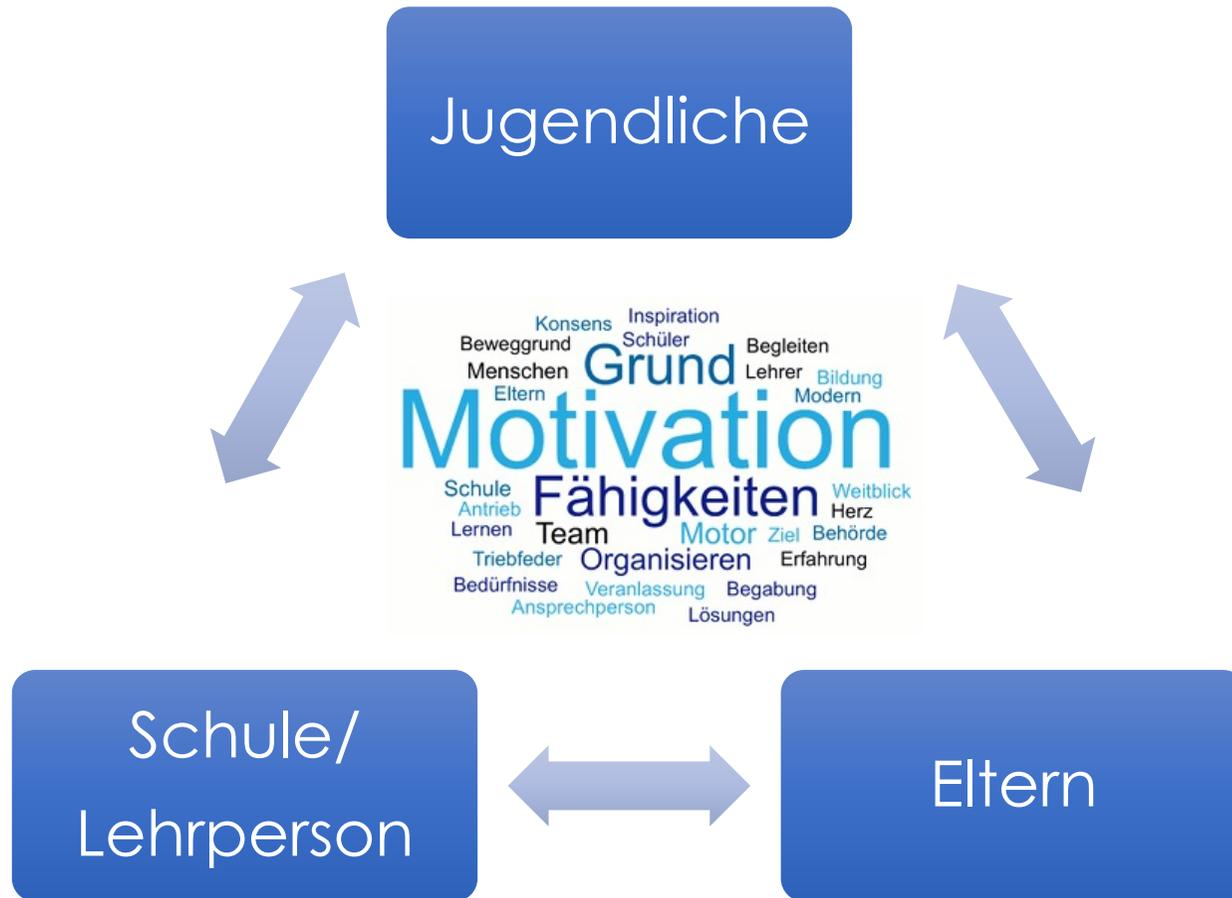 Jugendliche
Konsens Inspiration
Beweggrund Schüler Begleiten
Menschen Grund Lehrer Bildung
Eltern Modern
Motivation
Schule Fähigkeiten Weitblick
Antrieb Herz
Lernen Team Motor Ziel Behörde
Triebfeder Organisieren Erfahrung
Bedürfnisse Veranlassung Begabung
Ansprechperson Lösungen
Schule/
Lehrperson
Eltern